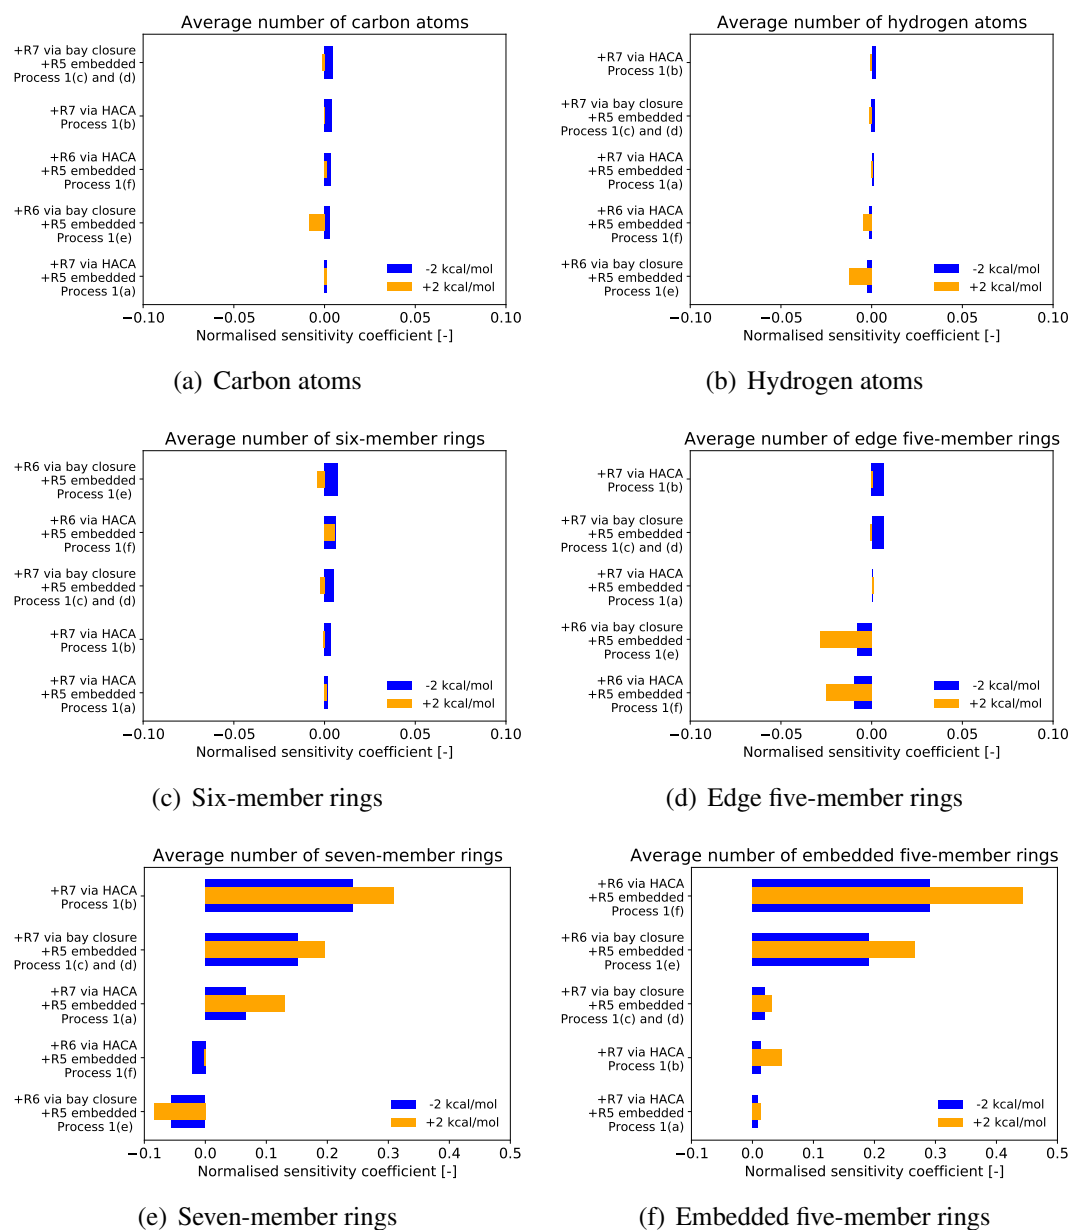 Average number of carbon atoms
+R7 via bay closure
+R5 embedded
Process 1(c) and (d)
+R7 via HACA
Process 1(b)
+R6 via HACA
+R5 embedded
Process 1(f)
+R6 via bay closure
+R5 embedded
Process 1(e)
+R7 via HACA
+R5 embedded
Process 1(a)
-2 kcal/mol
+2 kcal/mol
−0.10 −0.05 0.00 0.05 0.10
Normalised sensitivity coefficient [-]
(a) Carbon atoms
Average number of hydrogen atoms
+R7 via HACA
Process 1(b)
+R7 via bay closure
+R5 embedded
Process 1(c) and (d)
+R7 via HACA
+R5 embedded
Process 1(a)
+R6 via HACA
+R5 embedded
Process 1(f)
+R6 via bay closure
+R5 embedded
Process 1(e)
-2 kcal/mol
+2 kcal/mol
−0.10 −0.05 0.00 0.05 0.10
Normalised sensitivity coefficient [-]
(b) Hydrogen atoms
Average number of six-member rings
+R6 via bay closure
+R5 embedded
Process 1(e)
+R6 via HACA
+R5 embedded
Process 1(f)
+R7 via bay closure
+R5 embedded
Process 1(c) and (d)
+R7 via HACA
Process 1(b)
+R7 via HACA
+R5 embedded
Process 1(a)
-2 kcal/mol
+2 kcal/mol
−0.10 −0.05 0.00 0.05 0.10
Normalised sensitivity coefficient [-]
(c) Six-member rings
Average number of edge five-member rings
+R7 via HACA
Process 1(b)
+R7 via bay closure
+R5 embedded
Process 1(c) and (d)
+R7 via HACA
+R5 embedded
Process 1(a)
+R6 via bay closure
+R5 embedded
Process 1(e)
+R6 via HACA
+R5 embedded
Process 1(f)
-2 kcal/mol
+2 kcal/mol
−0.10 −0.05 0.00 0.05 0.10
Normalised sensitivity coefficient [-]
(d) Edge five-member rings
Average number of seven-member rings
+R7 via HACA
Process 1(b)
+R7 via bay closure
+R5 embedded
Process 1(c) and (d)
+R7 via HACA
+R5 embedded
Process 1(a)
+R6 via HACA
+R5 embedded
Process 1(f)
+R6 via bay closure
+R5 embedded
Process 1(e)
-2 kcal/mol
+2 kcal/mol
−0.1 0.0 0.1 0.2 0.3 0.4 0.5
Normalised sensitivity coefficient [-]
(e) Seven-member rings
Average number of embedded five-member rings
+R6 via HACA
+R5 embedded
Process 1(f)
+R6 via bay closure
+R5 embedded
Process 1(e)
+R7 via bay closure
+R5 embedded
Process 1(c) and (d)
+R7 via HACA
Process 1(b)
+R7 via HACA
+R5 embedded
Process 1(a)
-2 kcal/mol
+2 kcal/mol
−0.1 0.0 0.1 0.2 0.3 0.4 0.5
Normalised sensitivity coefficient [-]
(f) Embedded five-member rings